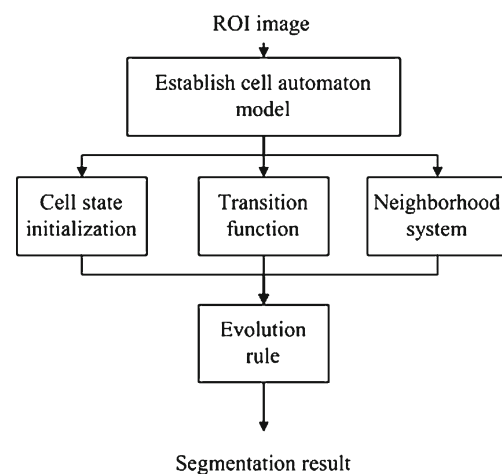 ROI image
Establish cell automaton
model
Cell state
initialization
Transition
function
Neighborhood
system
Evolution
rule
Segmentation result